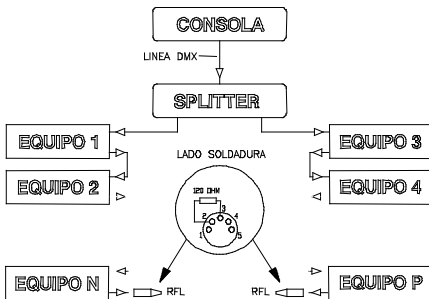 CONSOLA
LINEA DMX
SPLITTER
EQUIPO 1
EQUIPO 3
LADO SOLDADURA
EQUIPO 2
EQUIPO 4
120 OHM
3
2
4
1
5
EQUIPO N
RFL
RFL
EQUIPO P